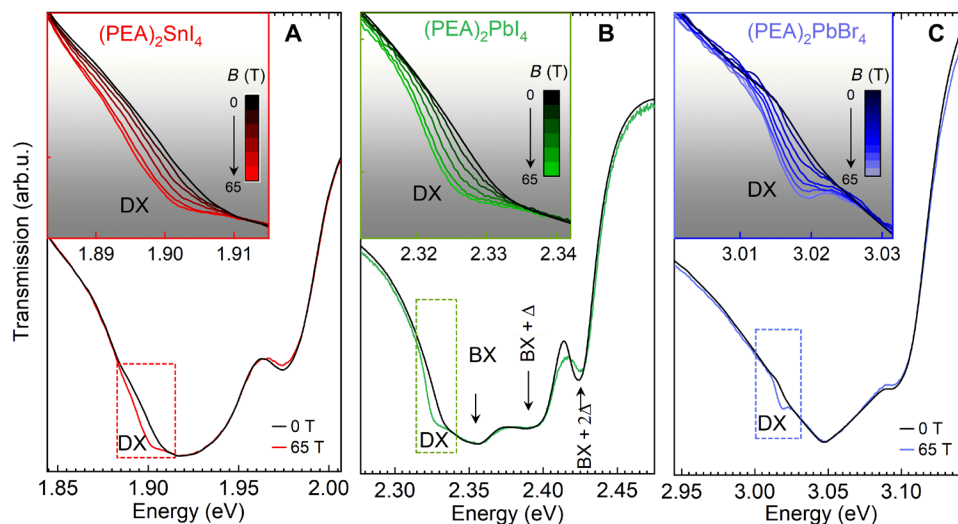 (PEA)₂SnI₄
A
B (T)
0
65
DX
1.89 1.90 1.91
DX
0 T
65 T
1.85 1.90 1.95 2.00
Energy (eV)
Transmission (arb.u.)
(PEA)₂PbI₄
B
B (T)
0
65
DX
2.32 2.33 2.34
BX
BX + Δ
BX + 2Δ
DX
2.30 2.35 2.40 2.45
Energy (eV)
(PEA)₂PbBr₄
C
B (T)
0
65
DX
3.01 3.02 3.03
DX
0 T
65 T
2.95 3.00 3.05 3.10
Energy (eV)